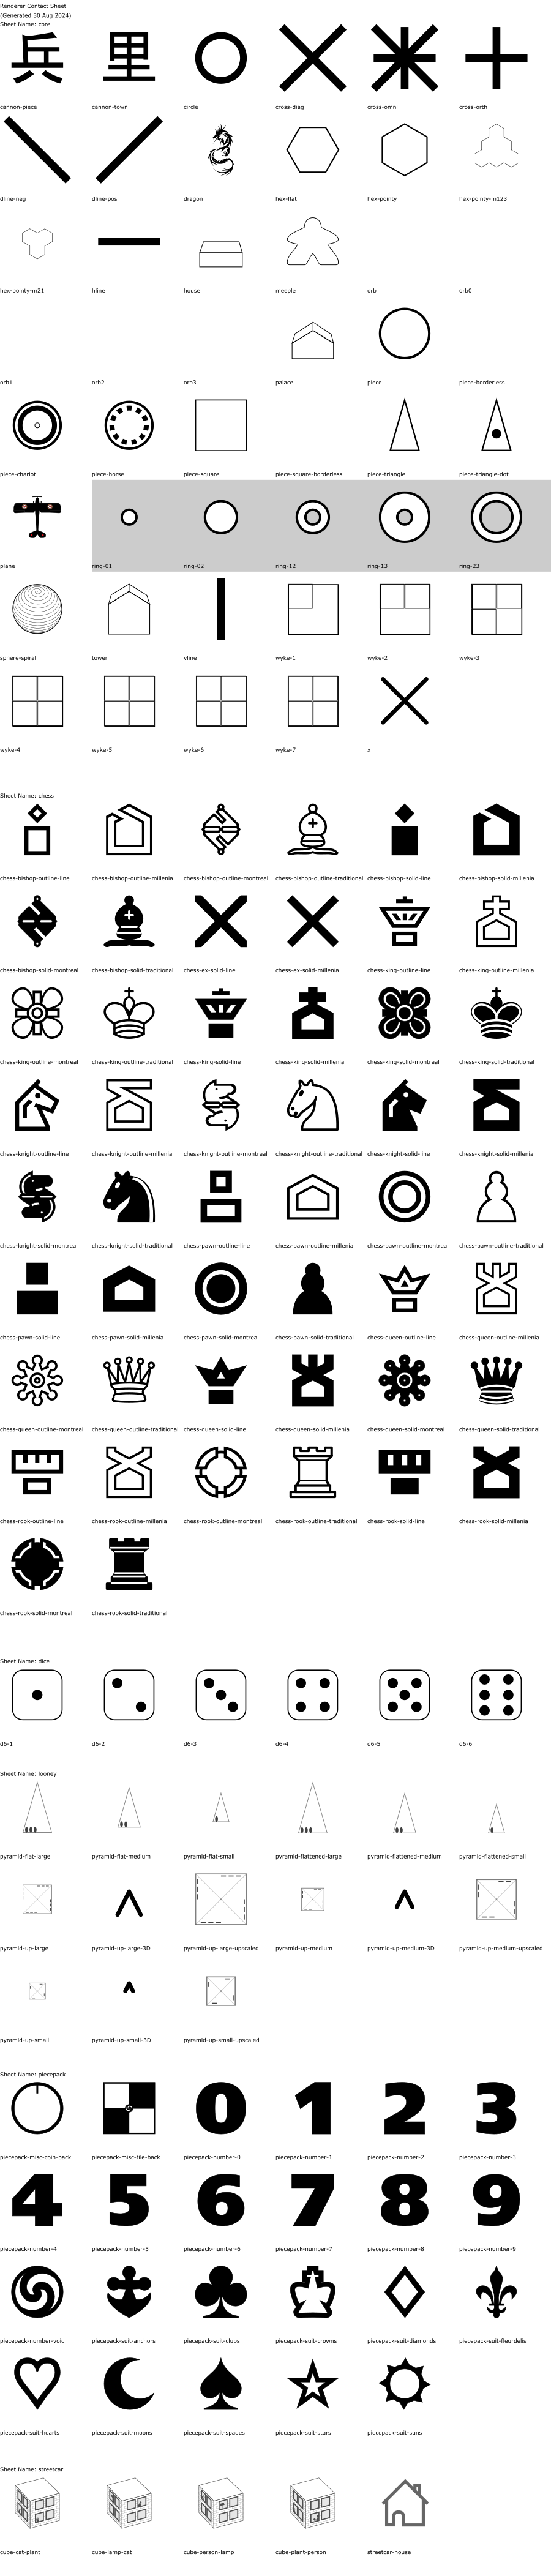 Renderer Contact Sheet
(Generated 30 Aug 2024)
Sheet Name: core
兵 里
cannon-piece cannon-town circle cross-diag cross-omni cross-orth
dline-neg dline-pos dragon hex-flat hex-pointy hex-pointy-m123
hex-pointy-m21 hline house meeple orb orb0
orb1 orb2 orb3 palace piece piece-borderless
piece-chariot piece-horse piece-square piece-square-borderless piece-triangle piece-triangle-dot
plane ring-01 ring-02 ring-12 ring-13 ring-23
sphere-spiral tower vline wyke-1 wyke-2 wyke-3
wyke-4 wyke-5 wyke-6 wyke-7 x
Sheet Name: chess
chess-bishop-outline-line chess-bishop-outline-millenia chess-bishop-outline-montreal chess-bishop-outline-traditional chess-bishop-solid-line chess-bishop-solid-millenia
chess-bishop-solid-montreal chess-bishop-solid-traditional chess-ex-solid-line chess-ex-solid-millenia chess-king-outline-line chess-king-outline-millenia
chess-king-outline-montreal chess-king-outline-traditional chess-king-solid-line chess-king-solid-millenia chess-king-solid-montreal chess-king-solid-traditional
chess-knight-outline-line chess-knight-outline-millenia chess-knight-outline-montreal chess-knight-outline-traditional chess-knight-solid-line chess-knight-solid-millenia
chess-knight-solid-montreal chess-knight-solid-traditional chess-pawn-outline-line chess-pawn-outline-millenia chess-pawn-outline-montreal chess-pawn-outline-traditional
chess-pawn-solid-line chess-pawn-solid-millenia chess-pawn-solid-montreal chess-pawn-solid-traditional chess-queen-outline-line chess-queen-outline-millenia
chess-queen-outline-montreal chess-queen-outline-traditional chess-queen-solid-line chess-queen-solid-millenia chess-queen-solid-montreal chess-queen-solid-traditional
chess-rook-outline-line chess-rook-outline-millenia chess-rook-outline-montreal chess-rook-outline-traditional chess-rook-solid-line chess-rook-solid-millenia
chess-rook-solid-montreal chess-rook-solid-traditional
Sheet Name: dice
d6-1 d6-2 d6-3 d6-4 d6-5 d6-6
Sheet Name: looney
pyramid-flat-large pyramid-flat-medium pyramid-flat-small pyramid-flattened-large pyramid-flattened-medium pyramid-flattened-small
pyramid-up-large pyramid-up-large-3D pyramid-up-large-upscaled pyramid-up-medium pyramid-up-medium-3D pyramid-up-medium-upscaled
pyramid-up-small pyramid-up-small-3D pyramid-up-small-upscaled
Sheet Name: piecepack
0 1 2 3
piecepack-misc-coin-back piecepack-misc-tile-back piecepack-number-0 piecepack-number-1 piecepack-number-2 piecepack-number-3
4 5 6 7 8 9
piecepack-number-4 piecepack-number-5 piecepack-number-6 piecepack-number-7 piecepack-number-8 piecepack-number-9
piecepack-number-void piecepack-suit-anchors piecepack-suit-clubs piecepack-suit-crowns piecepack-suit-diamonds piecepack-suit-fleurdelis
piecepack-suit-hearts piecepack-suit-moons piecepack-suit-spades piecepack-suit-stars piecepack-suit-suns
Sheet Name: streetcar
cube-cat-plant cube-lamp-cat cube-person-lamp cube-plant-person streetcar-house